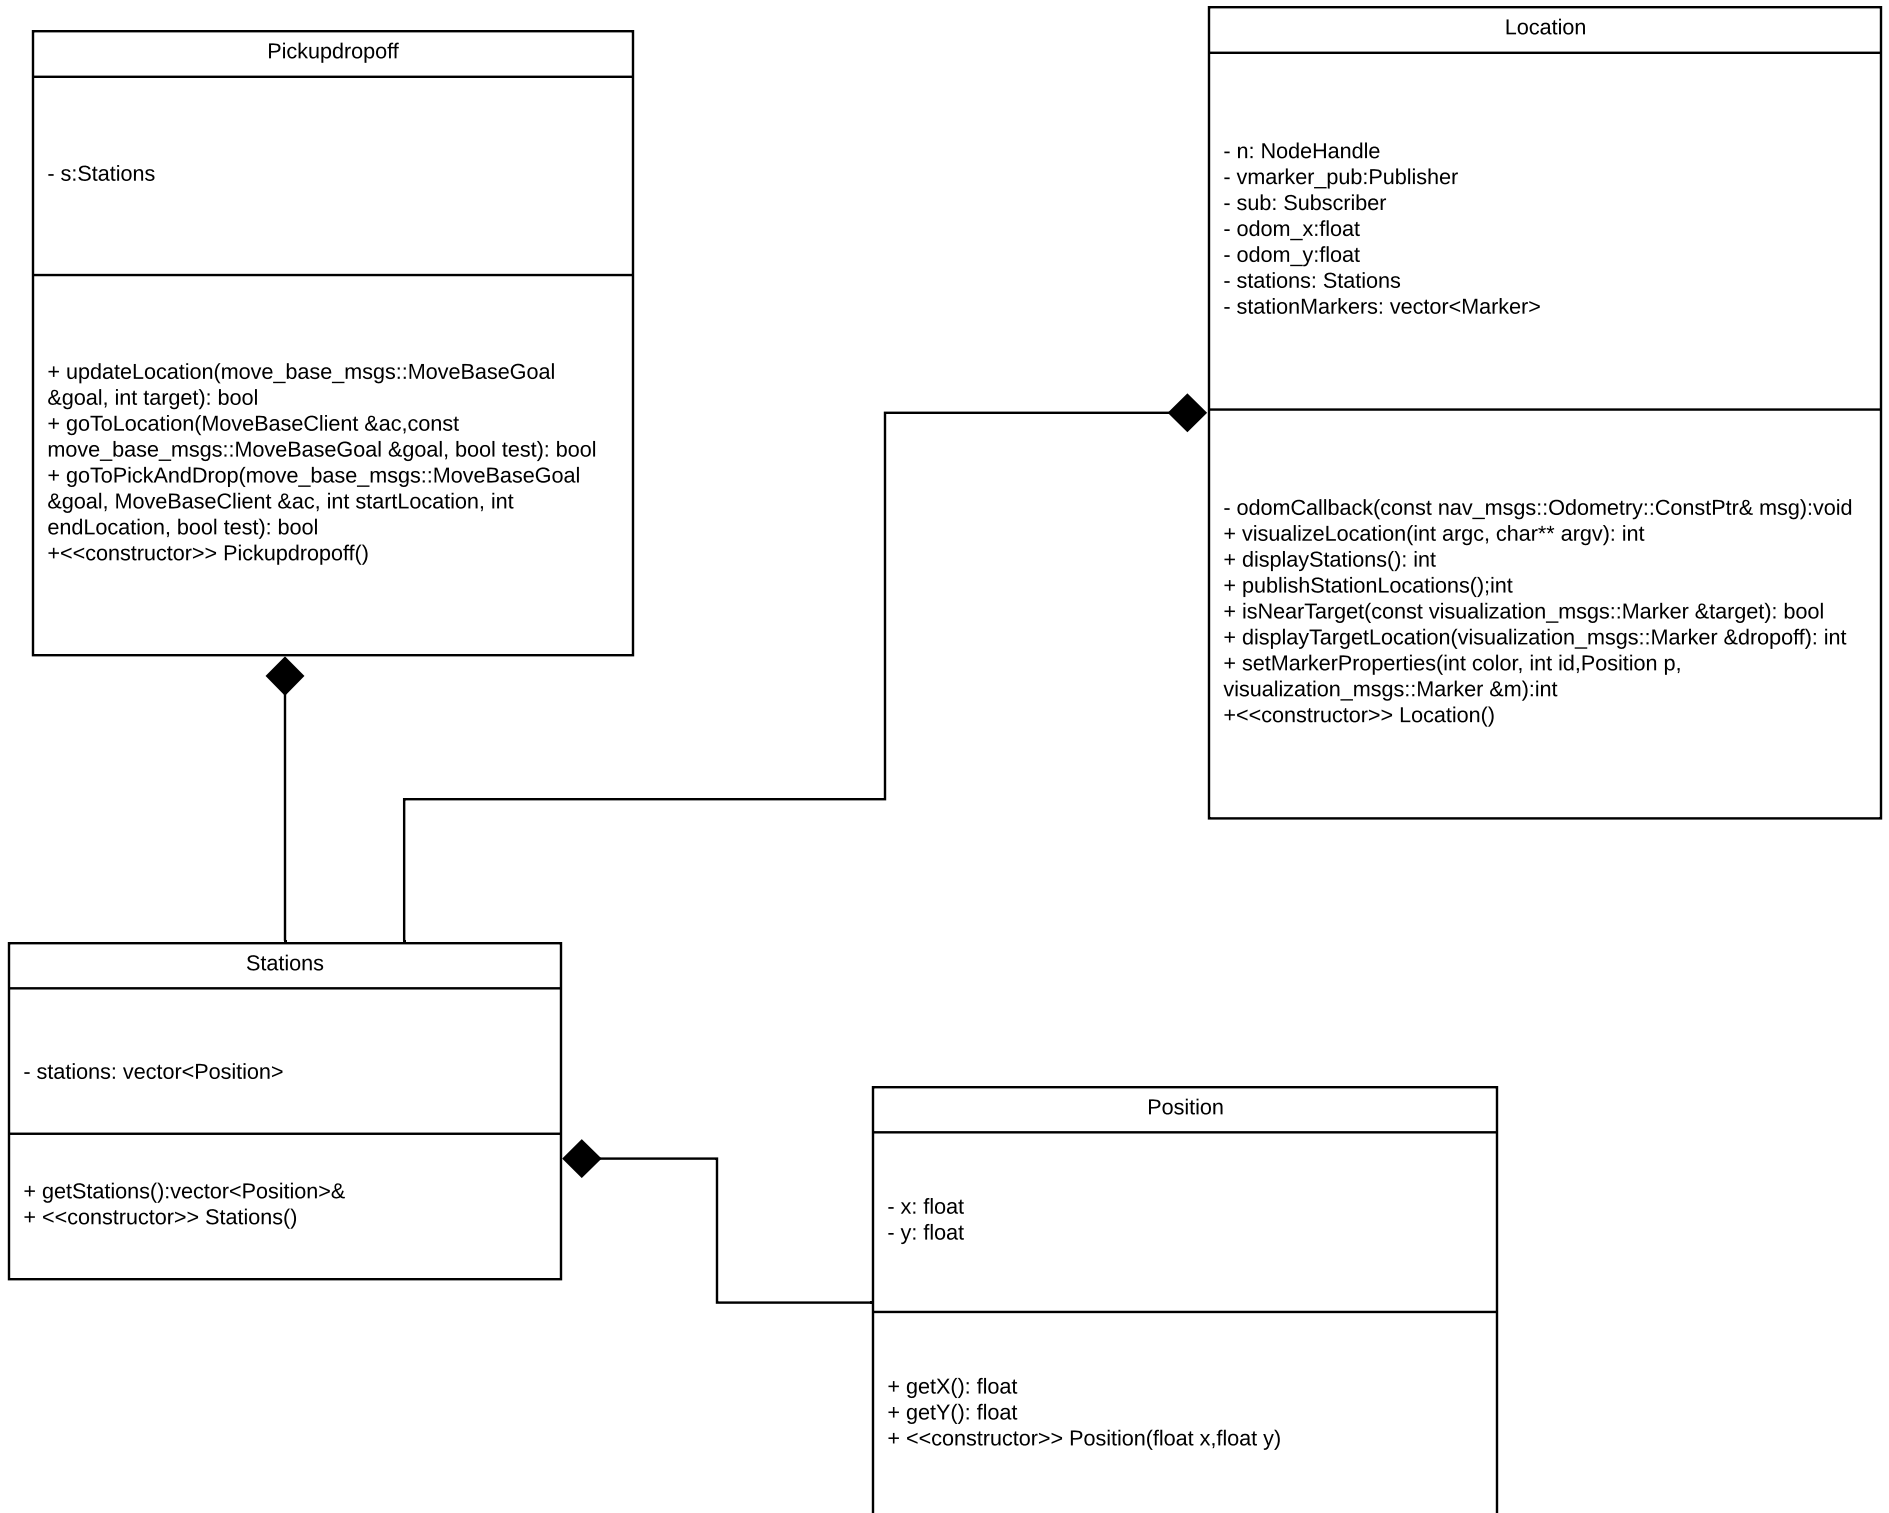 Pickupdropoff
- s:Stations
+ updateLocation(move_base_msgs::MoveBaseGoal
&goal, int target): bool
+ goToLocation(MoveBaseClient &ac,const
move_base_msgs::MoveBaseGoal &goal, bool test): bool
+ goToPickAndDrop(move_base_msgs::MoveBaseGoal
&goal, MoveBaseClient &ac, int startLocation, int
endLocation, bool test): bool
+<<constructor>> Pickupdropoff()
Location
- n: NodeHandle
- vmarker_pub:Publisher
- sub: Subscriber
- odom_x:float
- odom_y:float
- stations: Stations
- stationMarkers: vector<Marker>
- odomCallback(const nav_msgs::Odometry::ConstPtr& msg):void
+ visualizeLocation(int argc, char** argv): int
+ displayStations(): int
+ publishStationLocations();int
+ isNearTarget(const visualization_msgs::Marker &target): bool
+ displayTargetLocation(visualization_msgs::Marker &dropoff): int
+ setMarkerProperties(int color, int id,Position p,
visualization_msgs::Marker &m):int
+<<constructor>> Location()
Stations
- stations: vector<Position>
+ getStations():vector<Position>&
+ <<constructor>> Stations()
Position
- x: float
- y: float
+ getX(): float
+ getY(): float
+ <<constructor>> Position(float x,float y)